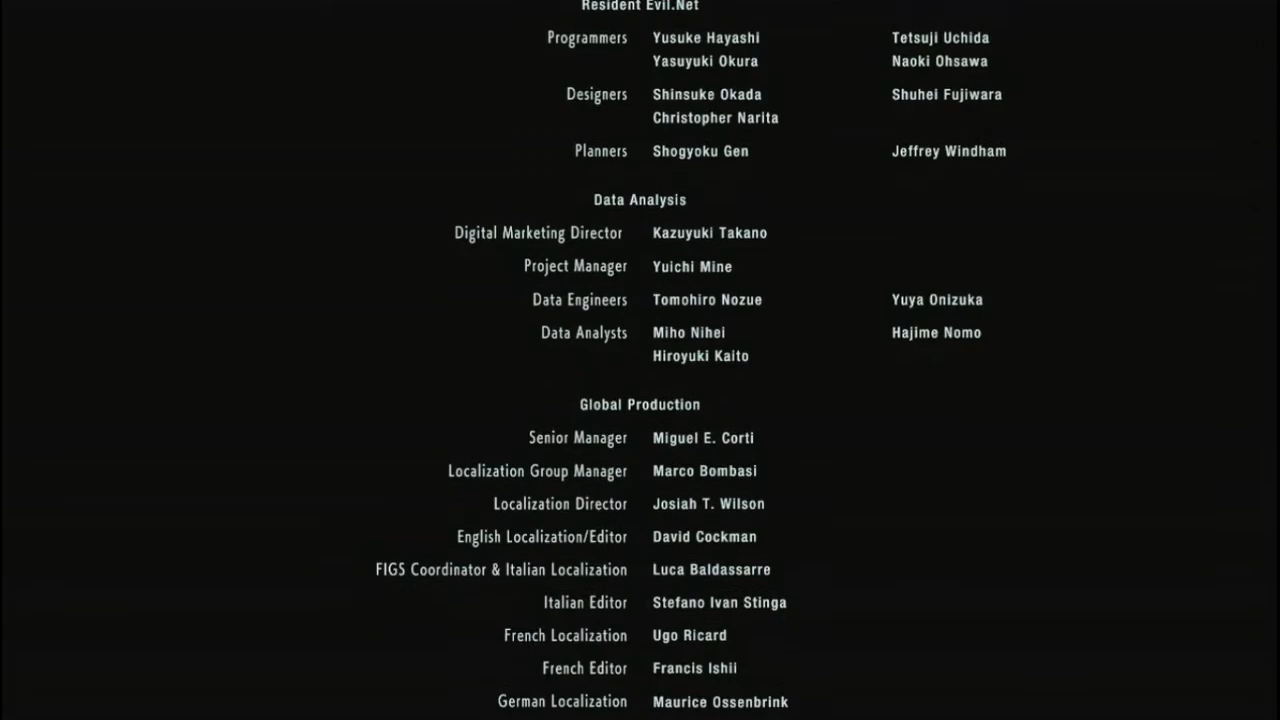 Resident Evil.Net
Programmers Yusuke Hayashi Tetsuji Uchida
Yasuyuki Okura Naoki Ohsawa
Designers Shinsuke Okada Shuhei Fujiwara
Christopher Narita
Planners Shogyoku Gen Jeffrey Windham
Data Analysis
Digital Marketing Director Kazuyuki Takano
Project Manager Yuichi Mine
Data Engineers Tomohiro Nozue Yuya Onizuka
Data Analysts Miho Nihei Hajime Nomo
Hiroyuki Kaito
Global Production
Senior Manager Miguel E. Corti
Localization Group Manager Marco Bombasi
Localization Director Josiah T. Wilson
English Localization/Editor David Cockman
FIGS Coordinator & Italian Localization Luca Baldassarre
Italian Editor Stefano Ivan Stinga
French Localization Ugo Ricard
French Editor Francis Ishii
German Localization Maurice Ossenbrink